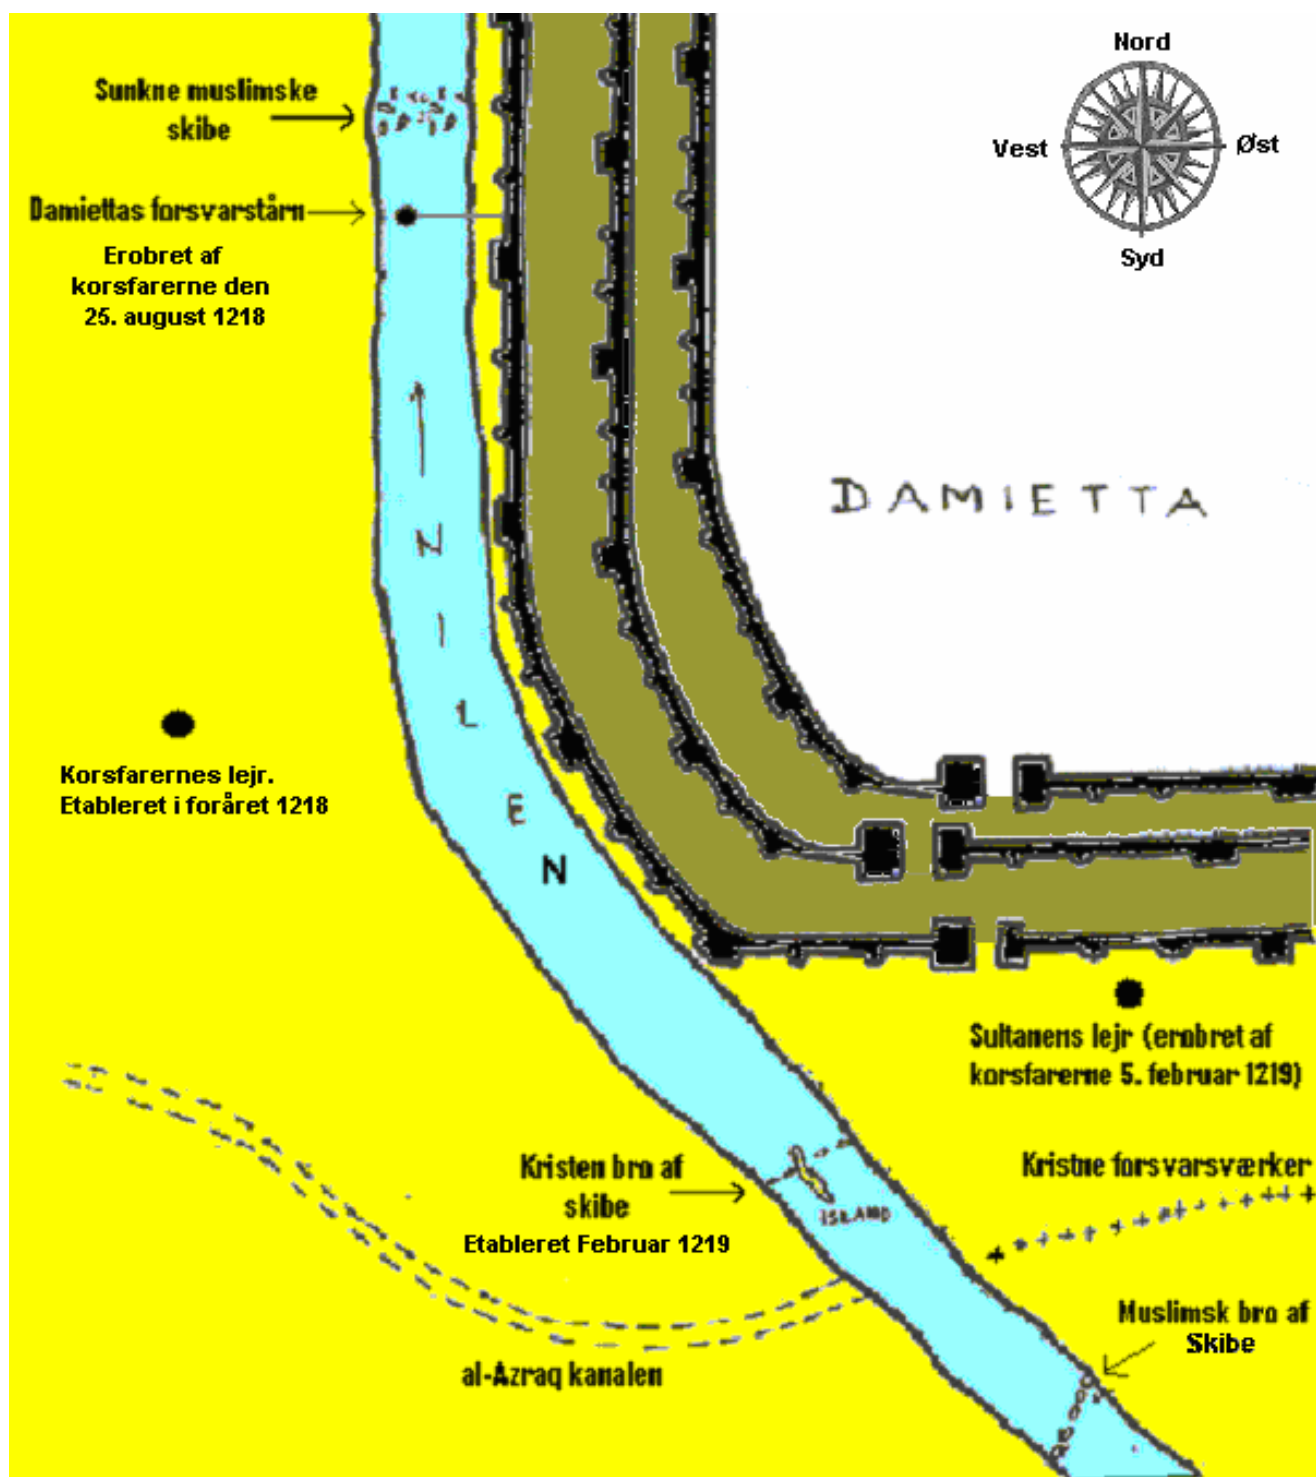 Nord
Vest
Øst
Syd
Sunkne muslimske
skibe
Damiettas forsvarstårn
Erobret af
korsfarerne den
25. august 1218
DAMIETTA
NILEN
Korsfarernes lejr.
Etableret i foråret 1218
Sultanens lejr (erobret af
korsfarerne 5. februar 1219)
Kristen bro af
skibe
Etableret Februar 1219
ISLAND
Kristne forsvarsværker
Muslimsk bro af
Skibe
al-Azraq kanalen